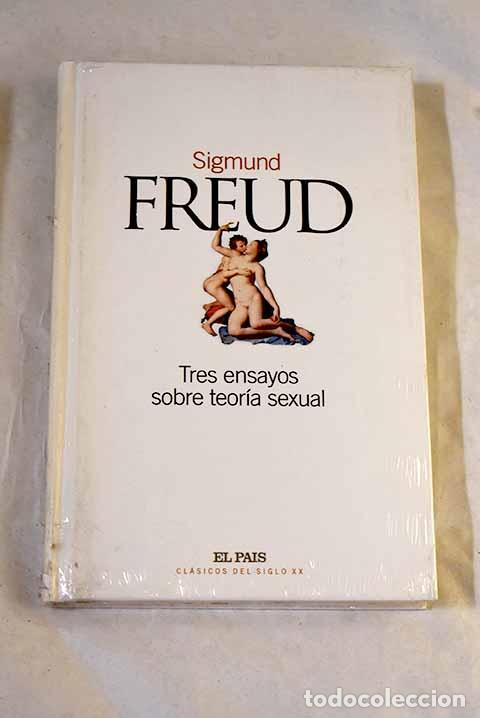 Sigmund
FREUD
Tres ensayos
sobre teoría sexual
EL PAIS
CLÁSICOS DEL SIGLO XX
todocoleccion